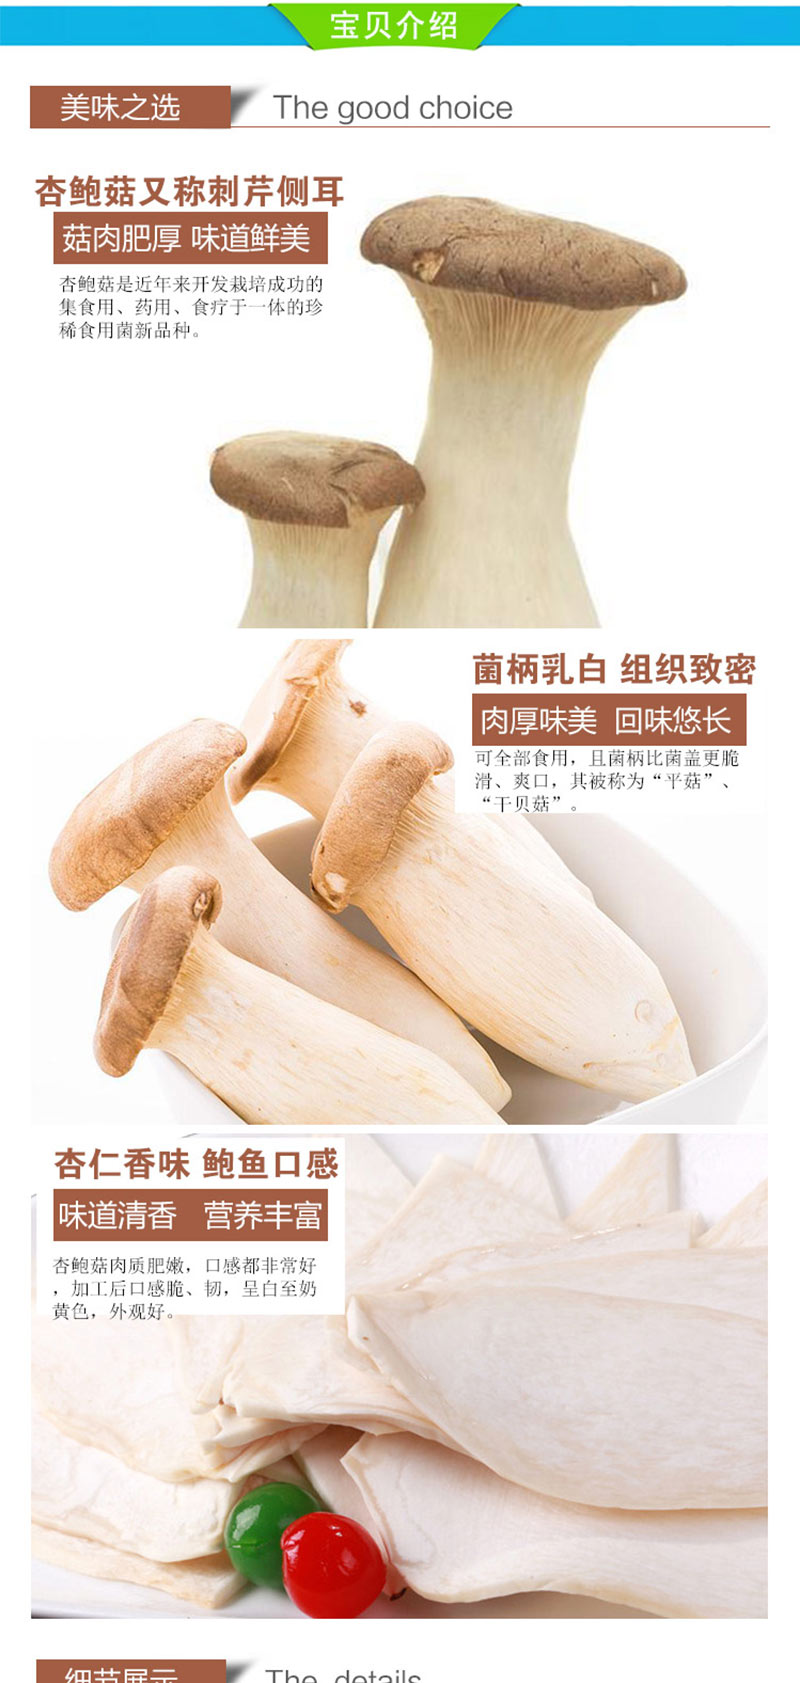 宝贝介绍
美味之选
The good choice
杏鲍菇又称刺芹侧耳
菇肉肥厚 味道鲜美
杏鲍菇是近年来开发栽培成功的
集食用、药用、食疗于一体的珍
稀食用菌新品种。
菌柄乳白 组织致密
肉厚味美 回味悠长
可全部食用，且菌柄比菌盖更脆
滑、爽口，其被称为“平菇”、
“干贝菇”。
杏仁香味 鲍鱼口感
味道清香 营养丰富
杏鲍菇肉质肥嫩，口感都非常好
，加工后口感脆、韧，呈白至奶
黄色，外观好。
细节展示
The details